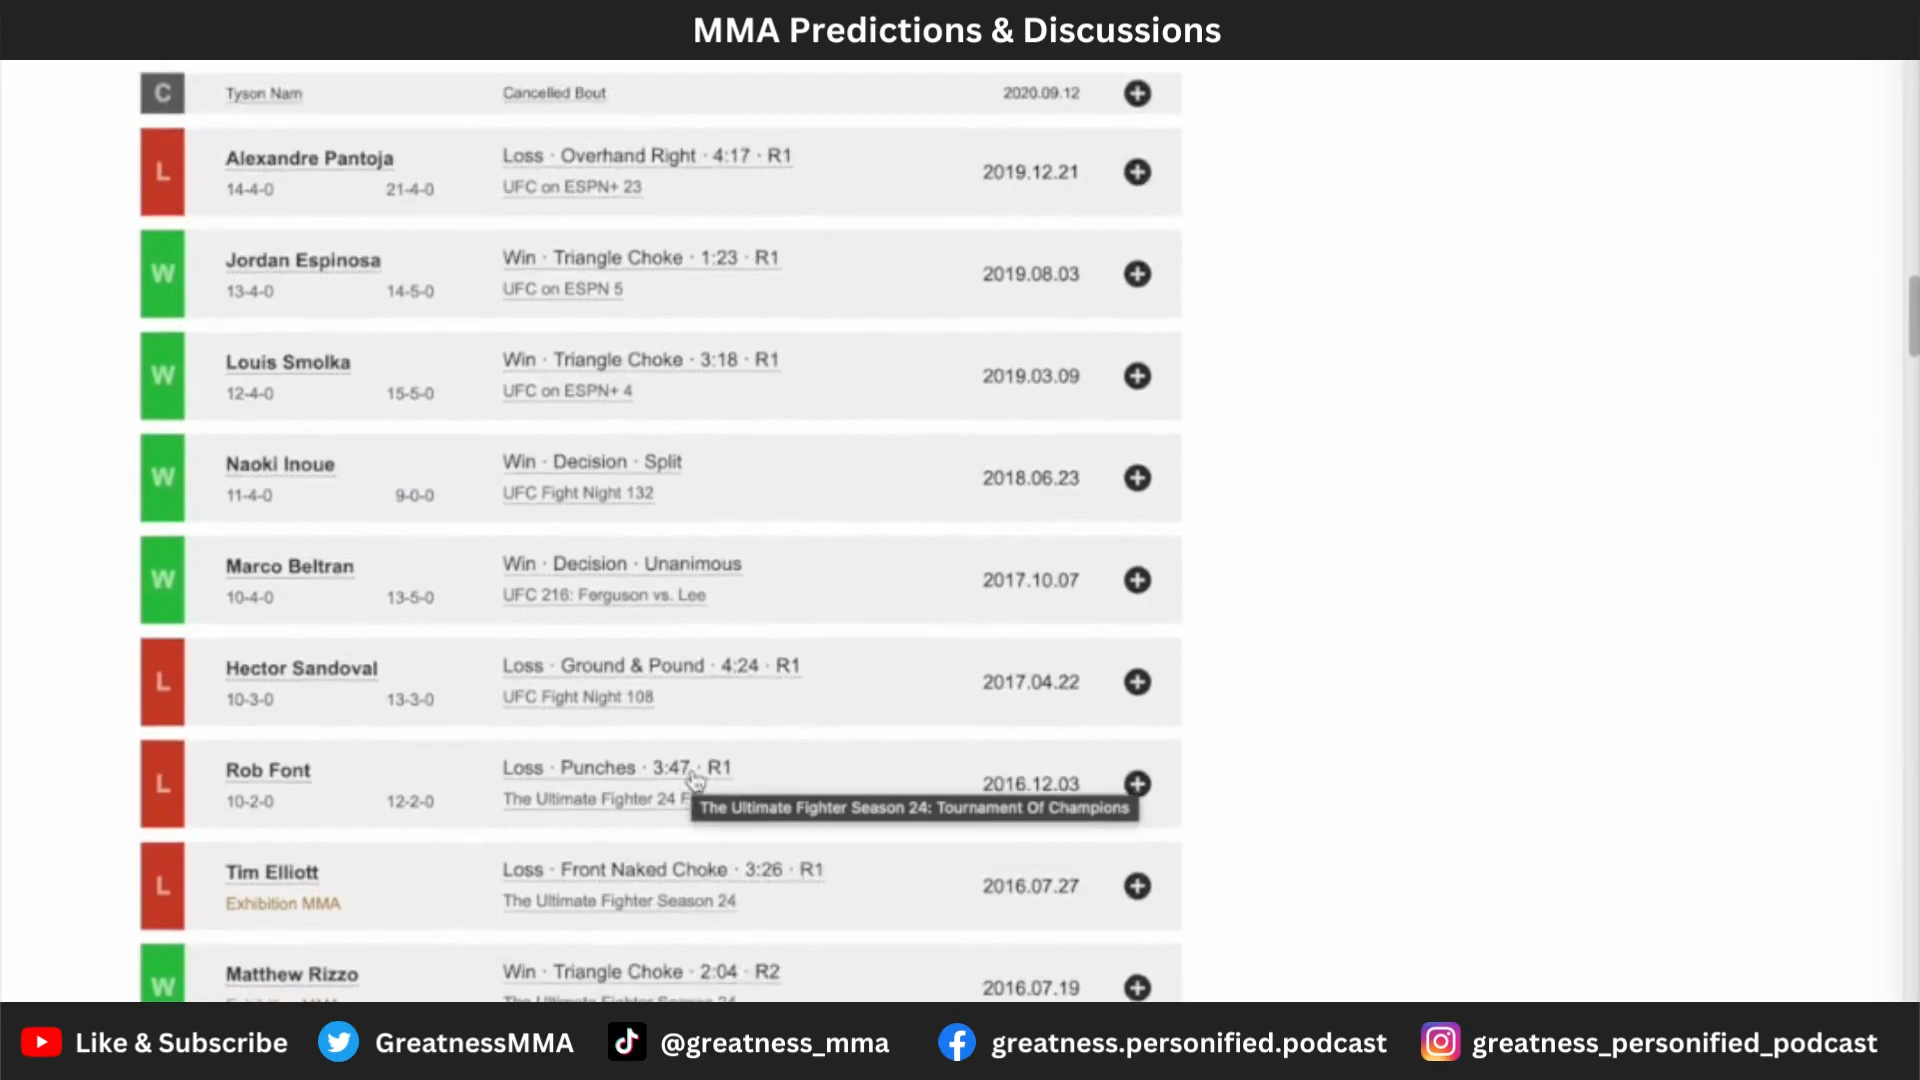 MMA Predictions & Discussions
C Tyson Nam Cancelled Bout 2020.09.12
L Alexandre Pantoja Loss · Overhand Right · 4:17 · R1 2019.12.21
14-4-0 21-4-0 UFC on ESPN+ 23
W Jordan Espinosa Win · Triangle Choke · 1:23 · R1 2019.08.03
13-4-0 14-5-0 UFC on ESPN 5
W Louis Smolka Win · Triangle Choke · 3:18 · R1 2019.03.09
12-4-0 15-5-0 UFC on ESPN+ 4
W Naoki Inoue Win · Decision · Split 2018.06.23
11-4-0 9-0-0 UFC Fight Night 132
W Marco Beltran Win · Decision · Unanimous 2017.10.07
10-4-0 13-5-0 UFC 216: Ferguson vs. Lee
L Hector Sandoval Loss · Ground & Pound · 4:24 · R1 2017.04.22
10-3-0 13-3-0 UFC Fight Night 108
L Rob Font Loss · Punches · 3:47 · R1 2016.12.03
10-2-0 12-2-0 The Ultimate Fighter 24 F
The Ultimate Fighter Season 24: Tournament Of Champions
L Tim Elliott Loss · Front Naked Choke · 3:26 · R1 2016.07.27
Exhibition MMA The Ultimate Fighter Season 24
W Matthew Rizzo Win · Triangle Choke · 2:04 · R2 2016.07.19
Like & Subscribe GreatnessMMA @greatness_mma greatness.personified.podcast greatness_personified_podcast